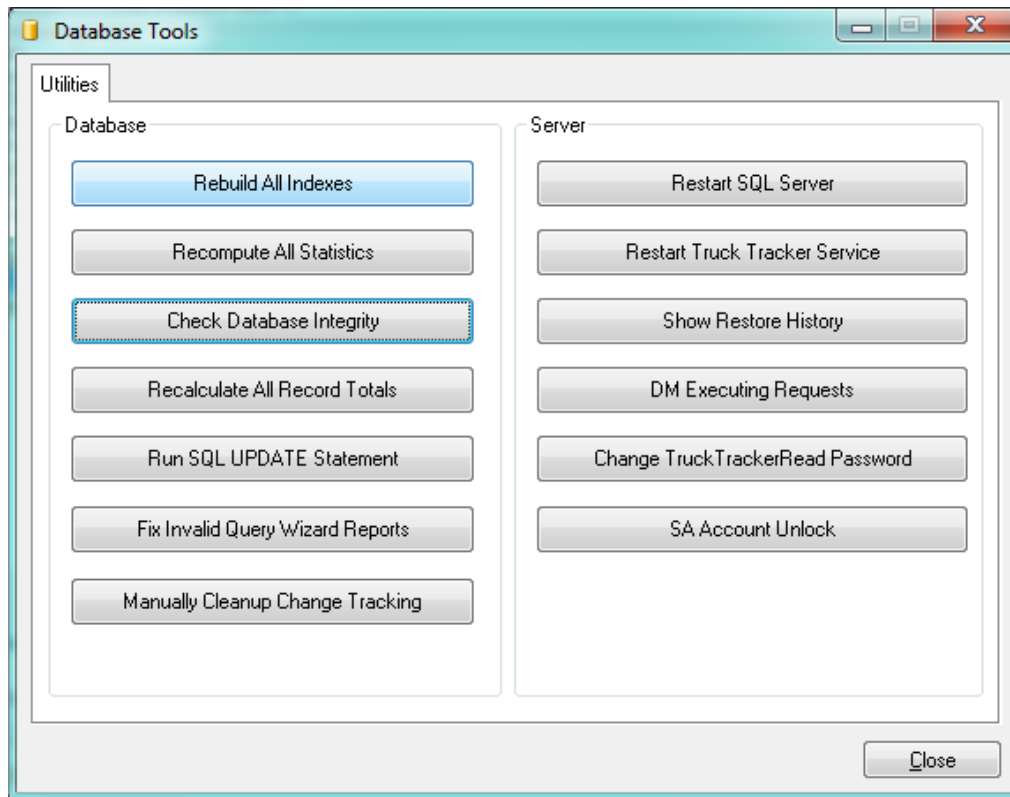 Database Tools
Utilities
Database
Rebuild All Indexes
Recompute All Statistics
Check Database Integrity
Recalculate All Record Totals
Run SQL UPDATE Statement
Fix Invalid Query Wizard Reports
Manually Cleanup Change Tracking
Server
Restart SQL Server
Restart Truck Tracker Service
Show Restore History
DM Executing Requests
Change TruckTrackerRead Password
SA Account Unlock
Close